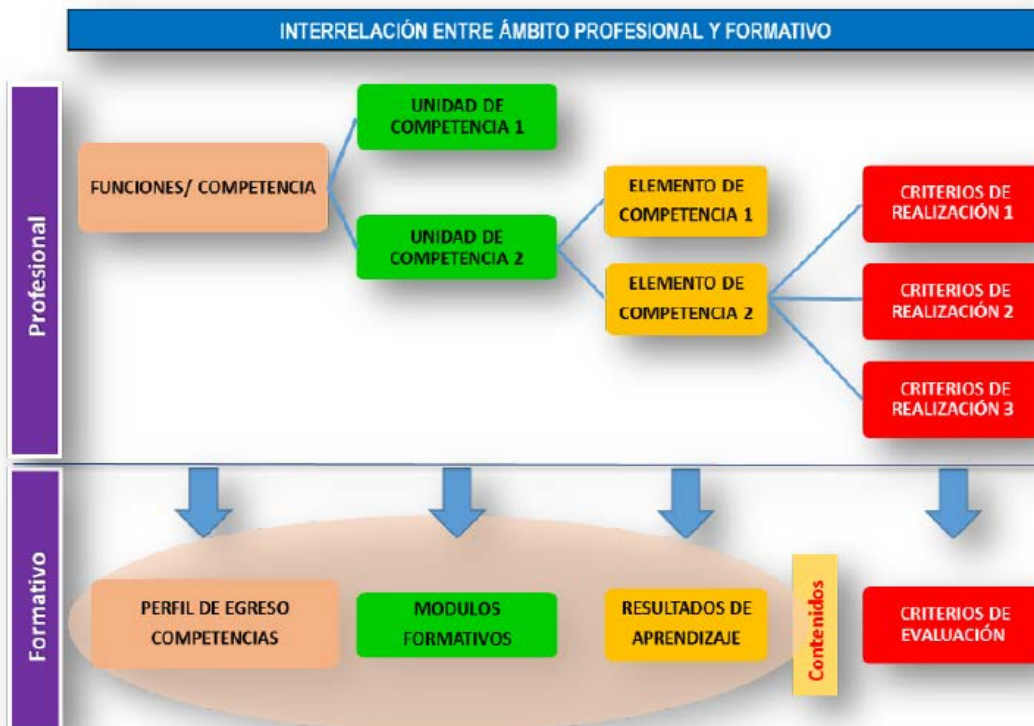 INTERRELACIÓN ENTRE ÁMBITO PROFESIONAL Y FORMATIVO
Profesional
FUNCIONES/ COMPETENCIA
UNIDAD DE
COMPETENCIA 1
UNIDAD DE
COMPETENCIA 2
ELEMENTO DE
COMPETENCIA 1
ELEMENTO DE
COMPETENCIA 2
CRITERIOS DE
REALIZACIÓN 1
CRITERIOS DE
REALIZACIÓN 2
CRITERIOS DE
REALIZACIÓN 3
Formativo
PERFIL DE EGRESO
COMPETENCIAS
MODULOS
FORMATIVOS
RESULTADOS DE
APRENDIZAJE
Contenidos
CRITERIOS DE
EVALUACIÓN